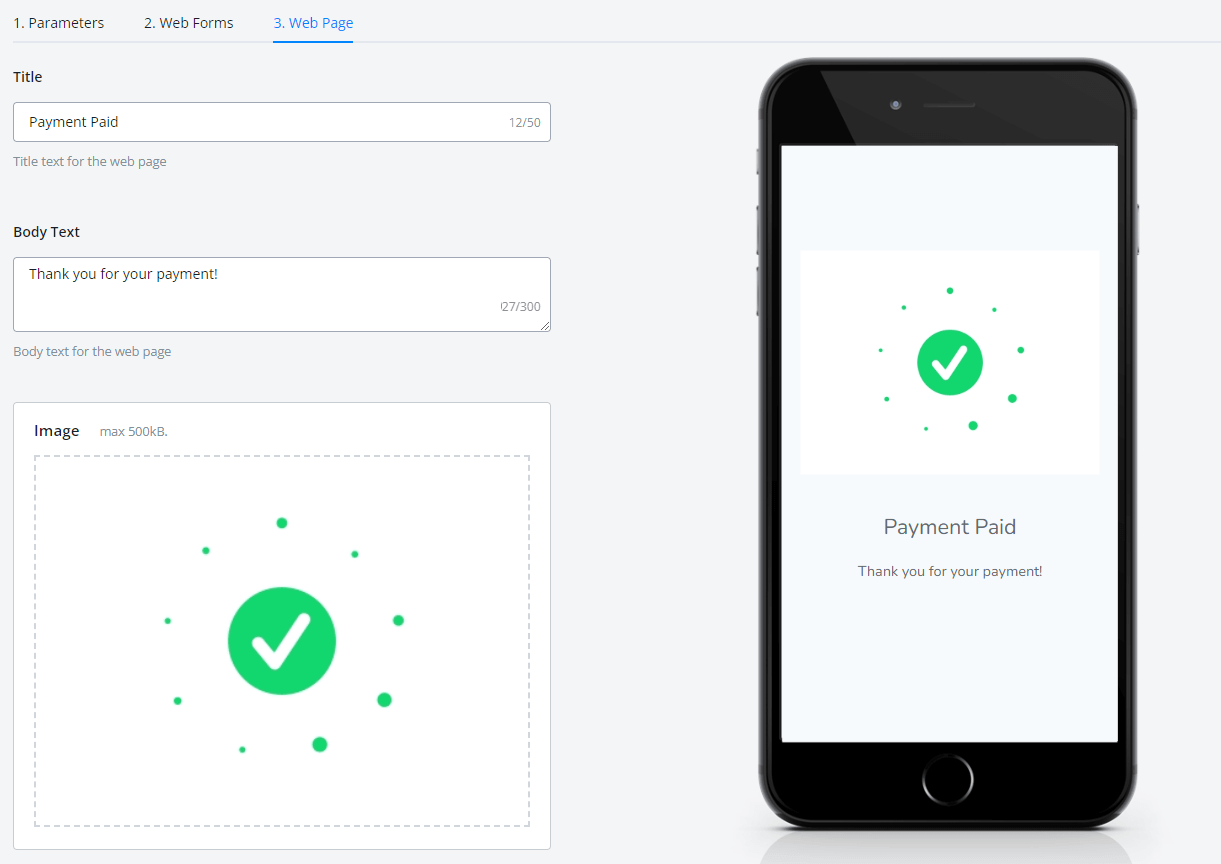 1. Parameters 2. Web Forms 3. Web Page
Title
Payment Paid 12/50
Title text for the web page
Body Text
Thank you for your payment!
27/300
Body text for the web page
Image max 500kB.
Payment Paid
Thank you for your payment!